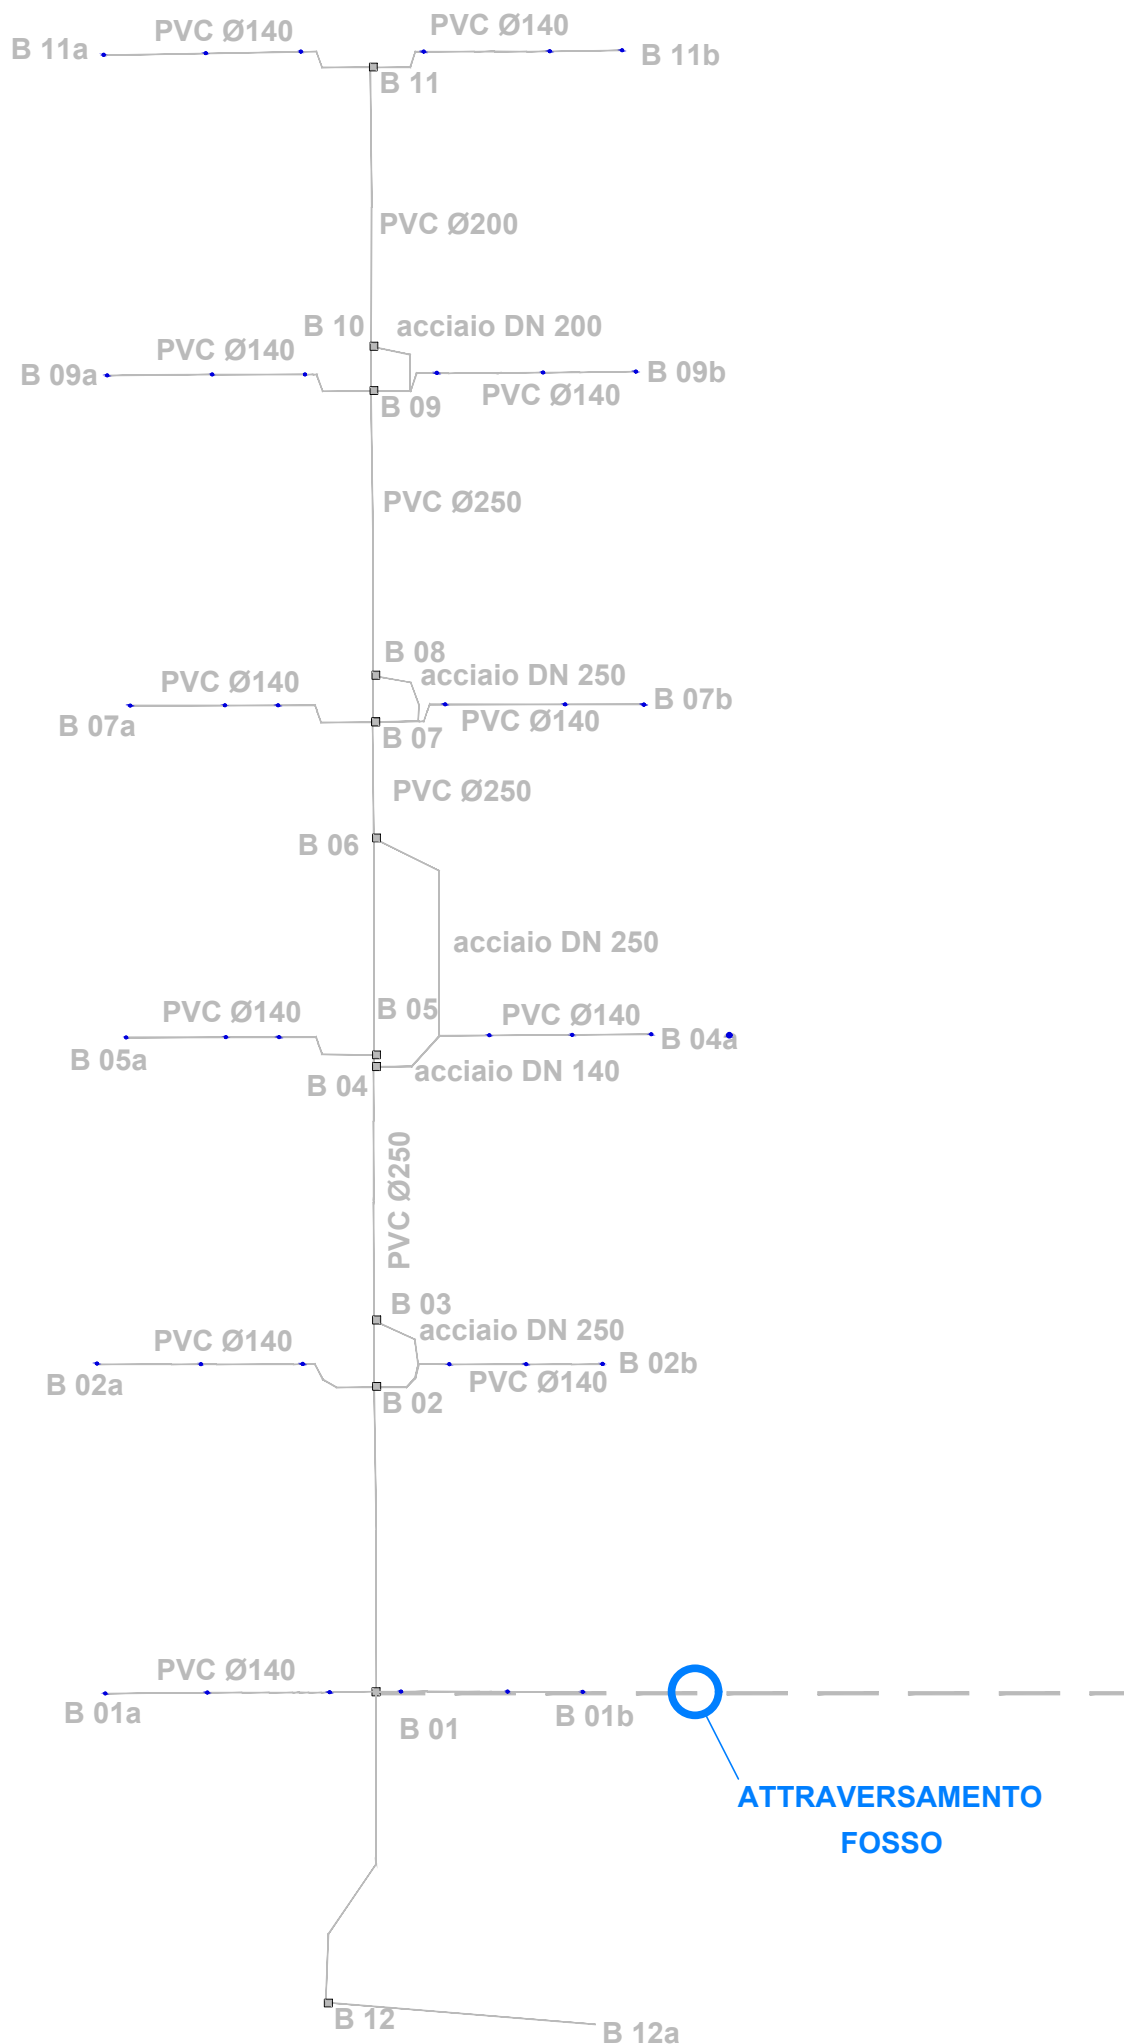 PVC Ø140
PVC Ø140
B 11a
B 11b
B 11
PVC Ø200
B 10
acciaio DN 200
PVC Ø140
B 09a
B 09b
PVC Ø140
B 09
PVC Ø250
B 08
acciaio DN 250
PVC Ø140
B 07b
B 07a
PVC Ø140
B 07
PVC Ø250
B 06
acciaio DN 250
B 05
PVC Ø140
PVC Ø140
B 04a
B 05a
acciaio DN 140
B 04
PVC Ø250
B 03
acciaio DN 250
PVC Ø140
B 02b
B 02a
PVC Ø140
B 02
PVC Ø140
B 01a
B 01b
B 01
ATTRAVERSAMENTO
FOSSO
B 12
B 12a